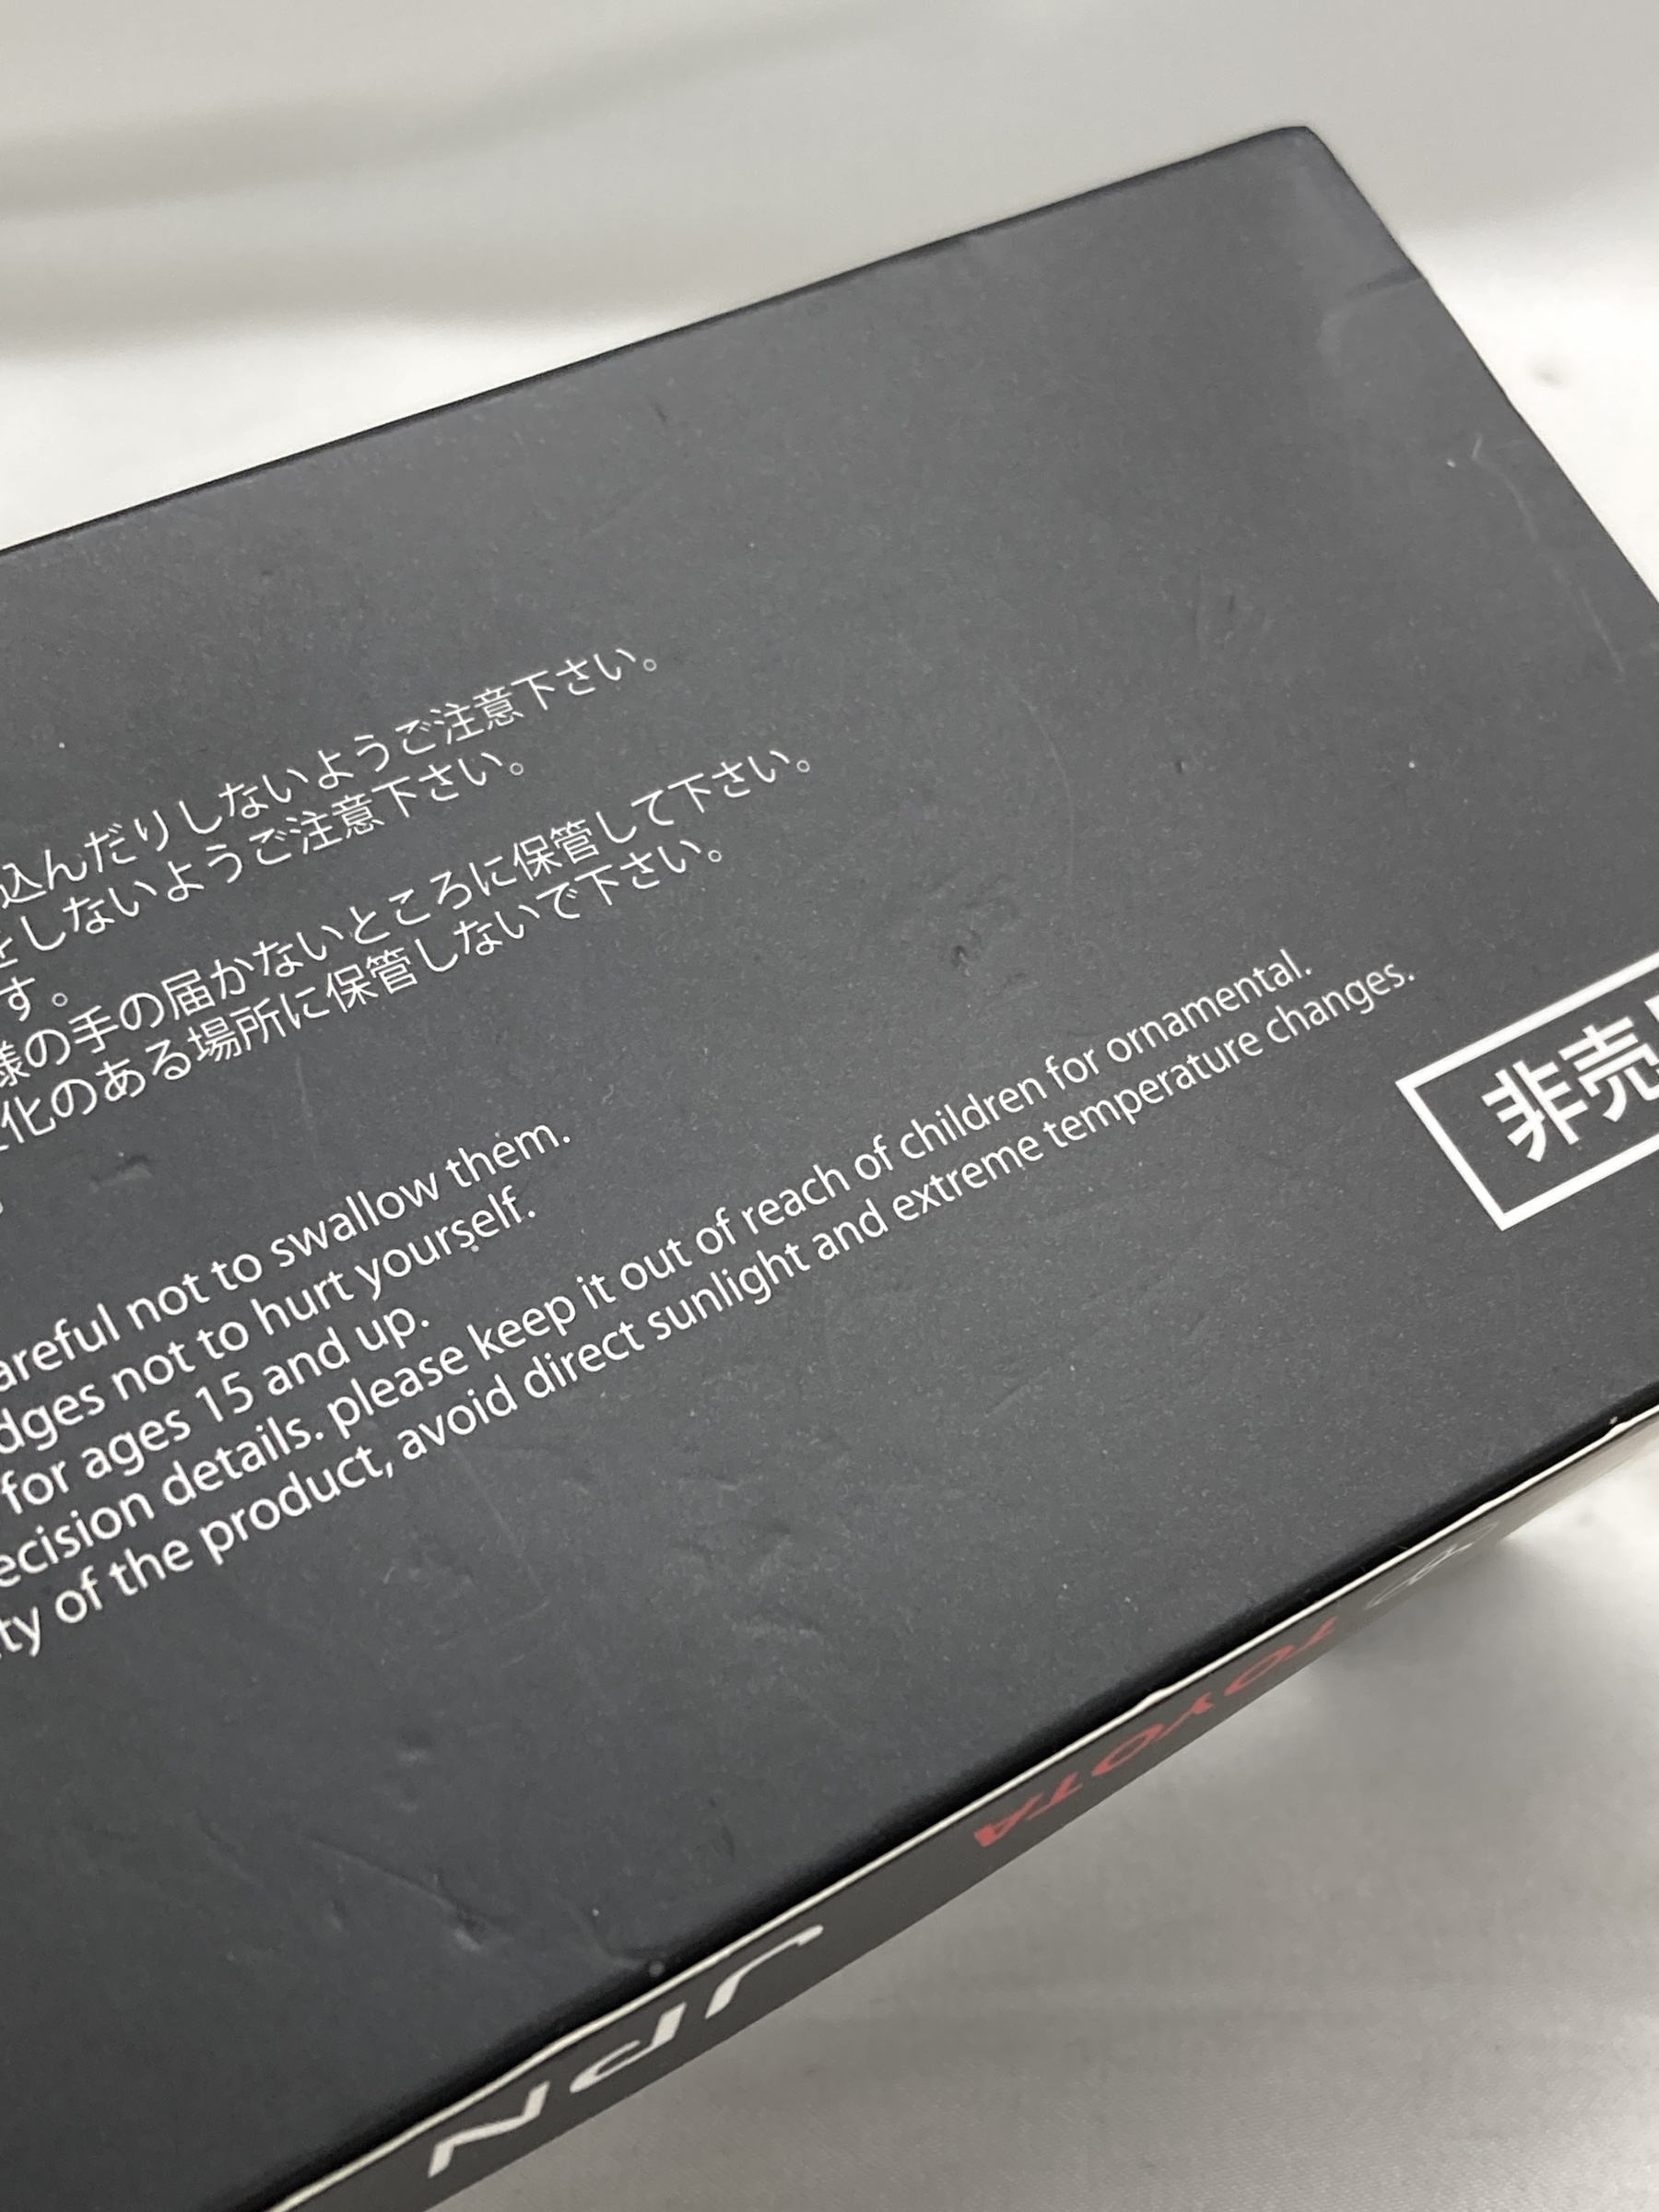 込んだりしないようご注意下さい。
をしないようご注意下さい。
す。
様の手の届かないところに保管して下さい。
化のある場所に保管しないで下さい。
areful not to swallow them.
dges not to hurt yourself.
for ages 15 and up.
ecision details. please keep it out of reach of children for ornamental.
ty of the product, avoid direct sunlight and extreme temperature changes.
非売
TOYOTA
JPN